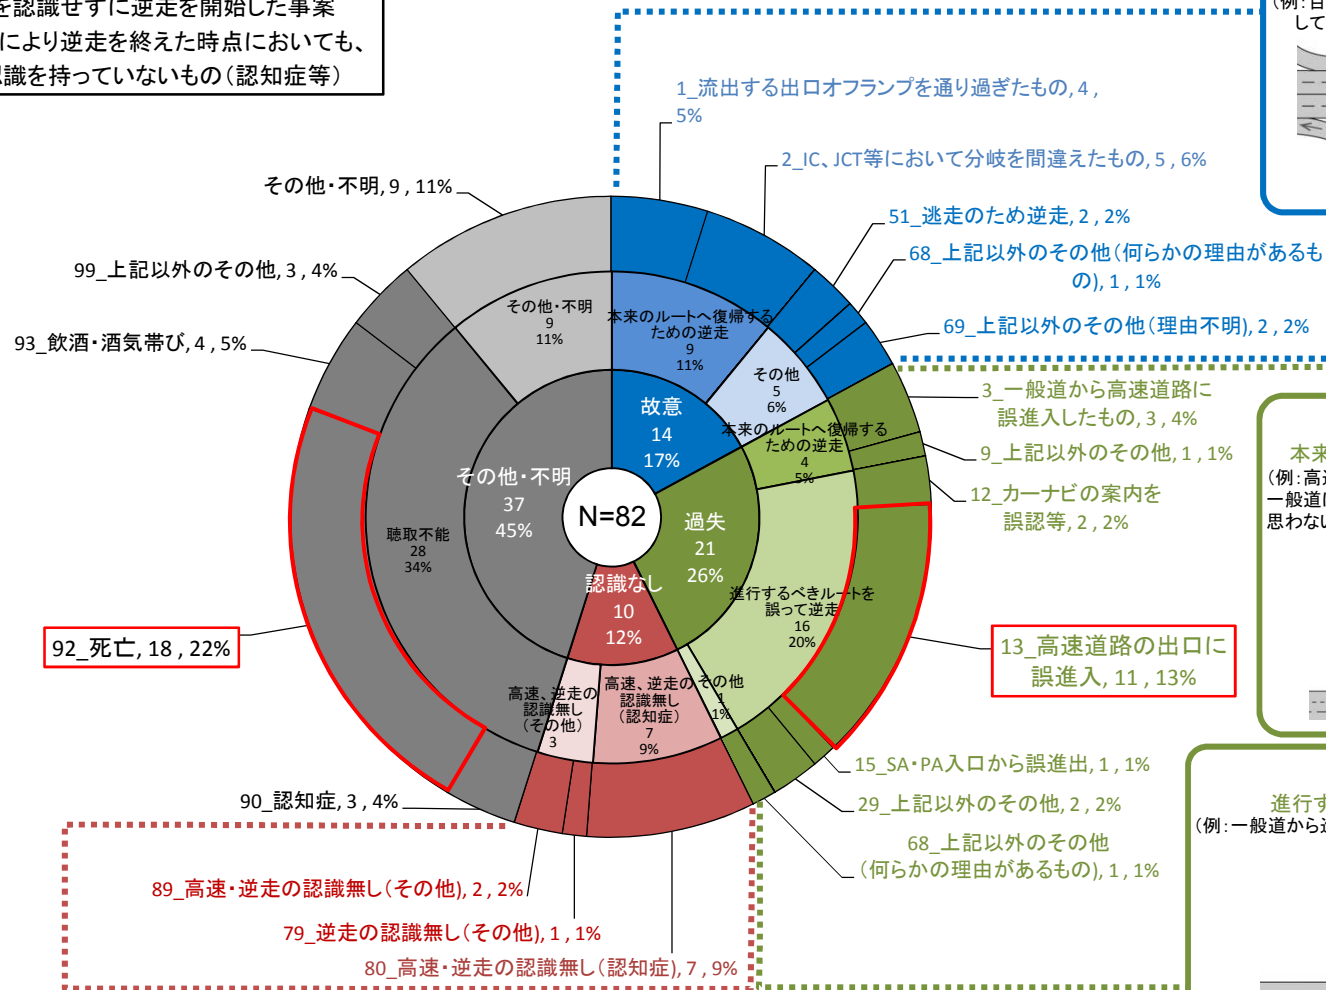 を認識せずに逆走を開始した事案
により逆走を終えた時点においても、
認識を持っていないもの（認知症等）
して
1_流出する出口オフランプを通り過ぎたもの, 4 ,
5%
2_IC、JCT等において分岐を間違えたもの, 5 , 6%
その他・不明, 9 , 11%
51_逃走のため逆走, 2 , 2%
68_上記以外のその他（何らかの理由があるも
の）, 1 , 1%
99_上記以外のその他, 3 , 4%
69_上記以外のその他（理由不明）, 2 , 2%
93_飲酒・酒気帯び, 4 , 5%
その他・不明
9
11%
本来のルートへ復帰する
ための逆走
9
11%
その他
5
6%
3_一般道から高速道路に
誤進入したもの, 3 , 4%
故意
14
17%
本来のルートへ復帰する
ための逆走
4
5%
9_上記以外のその他, 1 , 1%
本来
（例：高速
一般道に
思わない
12_カーナビの案内を
誤認等, 2 , 2%
その他・不明
37
45%
N=82
過失
21
26%
聴取不能
28
34%
認識なし
10
12%
進行するべきルートを
誤って逆走
16
20%
92_死亡, 18 , 22%
13_高速道路の出口に
誤進入, 11 , 13%
高速、逆走の
認識無し
（その他）
3
高速、逆走の
認識無し
（認知症）
7
9%
その他
1
1%
15_SA・PA入口から誤進出, 1 , 1%
90_認知症, 3 , 4%
29_上記以外のその他, 2 , 2%
進行す
（例：一般道から逆
68_上記以外のその他
（何らかの理由があるもの）, 1 , 1%
89_高速・逆走の認識無し（その他）, 2 , 2%
79_逆走の認識無し（その他）, 1 , 1%
80_高速・逆走の認識無し（認知症）, 7 , 9%